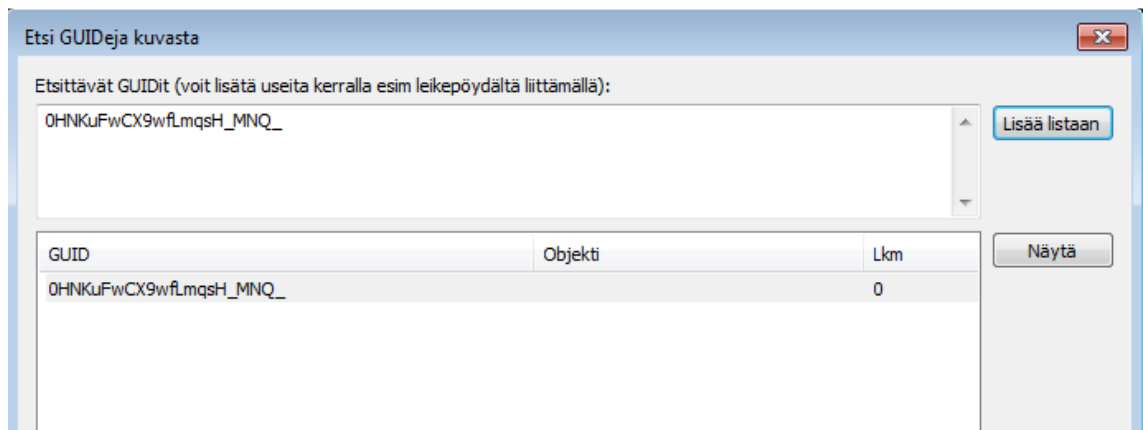 Etsi GUIDeja kuvasta
Etsittävät GUIDit (voit lisätä useita kerralla esim leikepöydältä liittämällä):
0HNKuFwCX9wfLmqsH_MNQ_
Lisää listaan
GUID Objekti Lkm
Näytä
0HNKuFwCX9wfLmqsH_MNQ_ 0